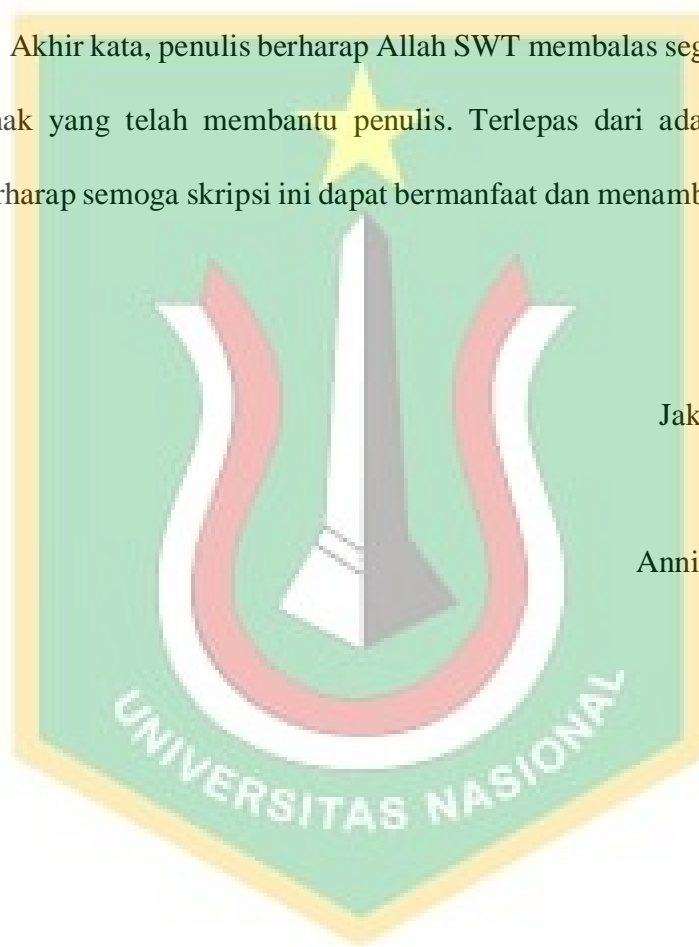 Akhir kata, penulis berharap Allah SWT membalas seg
nak yang telah membantu penulis. Terlepas dari ada
rharap semoga skripsi ini dapat bermanfaat dan menamb
Jak
Anni
UNIVERSITAS NASIONAL